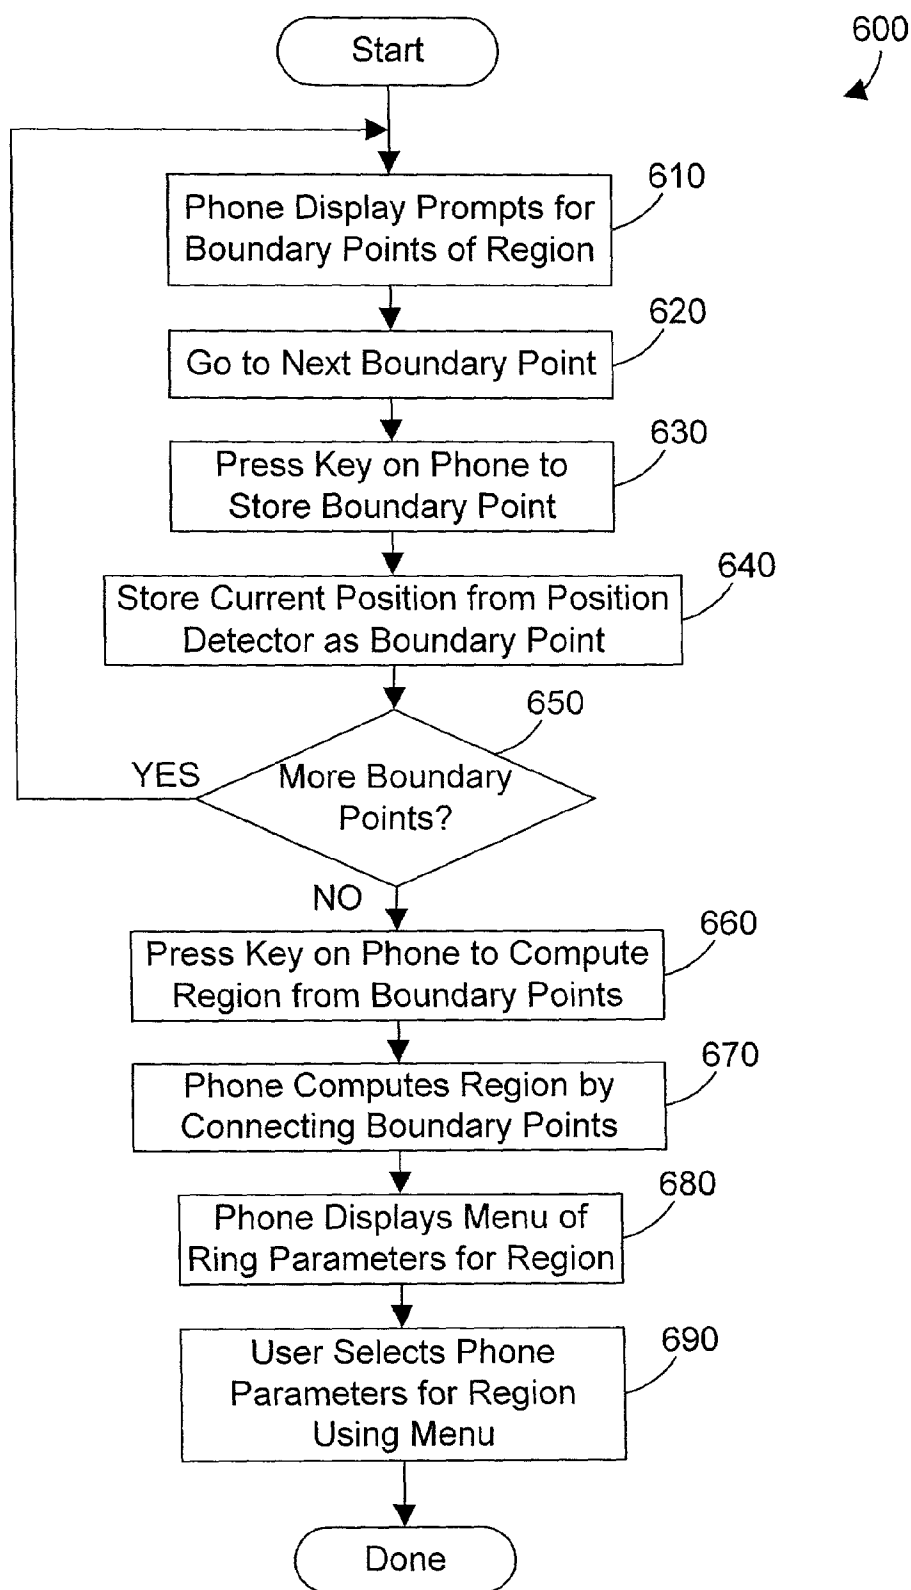 600
Start
610
Phone Display Prompts for
Boundary Points of Region
620
Go to Next Boundary Point
630
Press Key on Phone to
Store Boundary Point
640
Store Current Position from Position
Detector as Boundary Point
650
YES
More Boundary
Points?
NO
660
Press Key on Phone to Compute
Region from Boundary Points
670
Phone Computes Region by
Connecting Boundary Points
680
Phone Displays Menu of
Ring Parameters for Region
690
User Selects Phone
Parameters for Region
Using Menu
Done